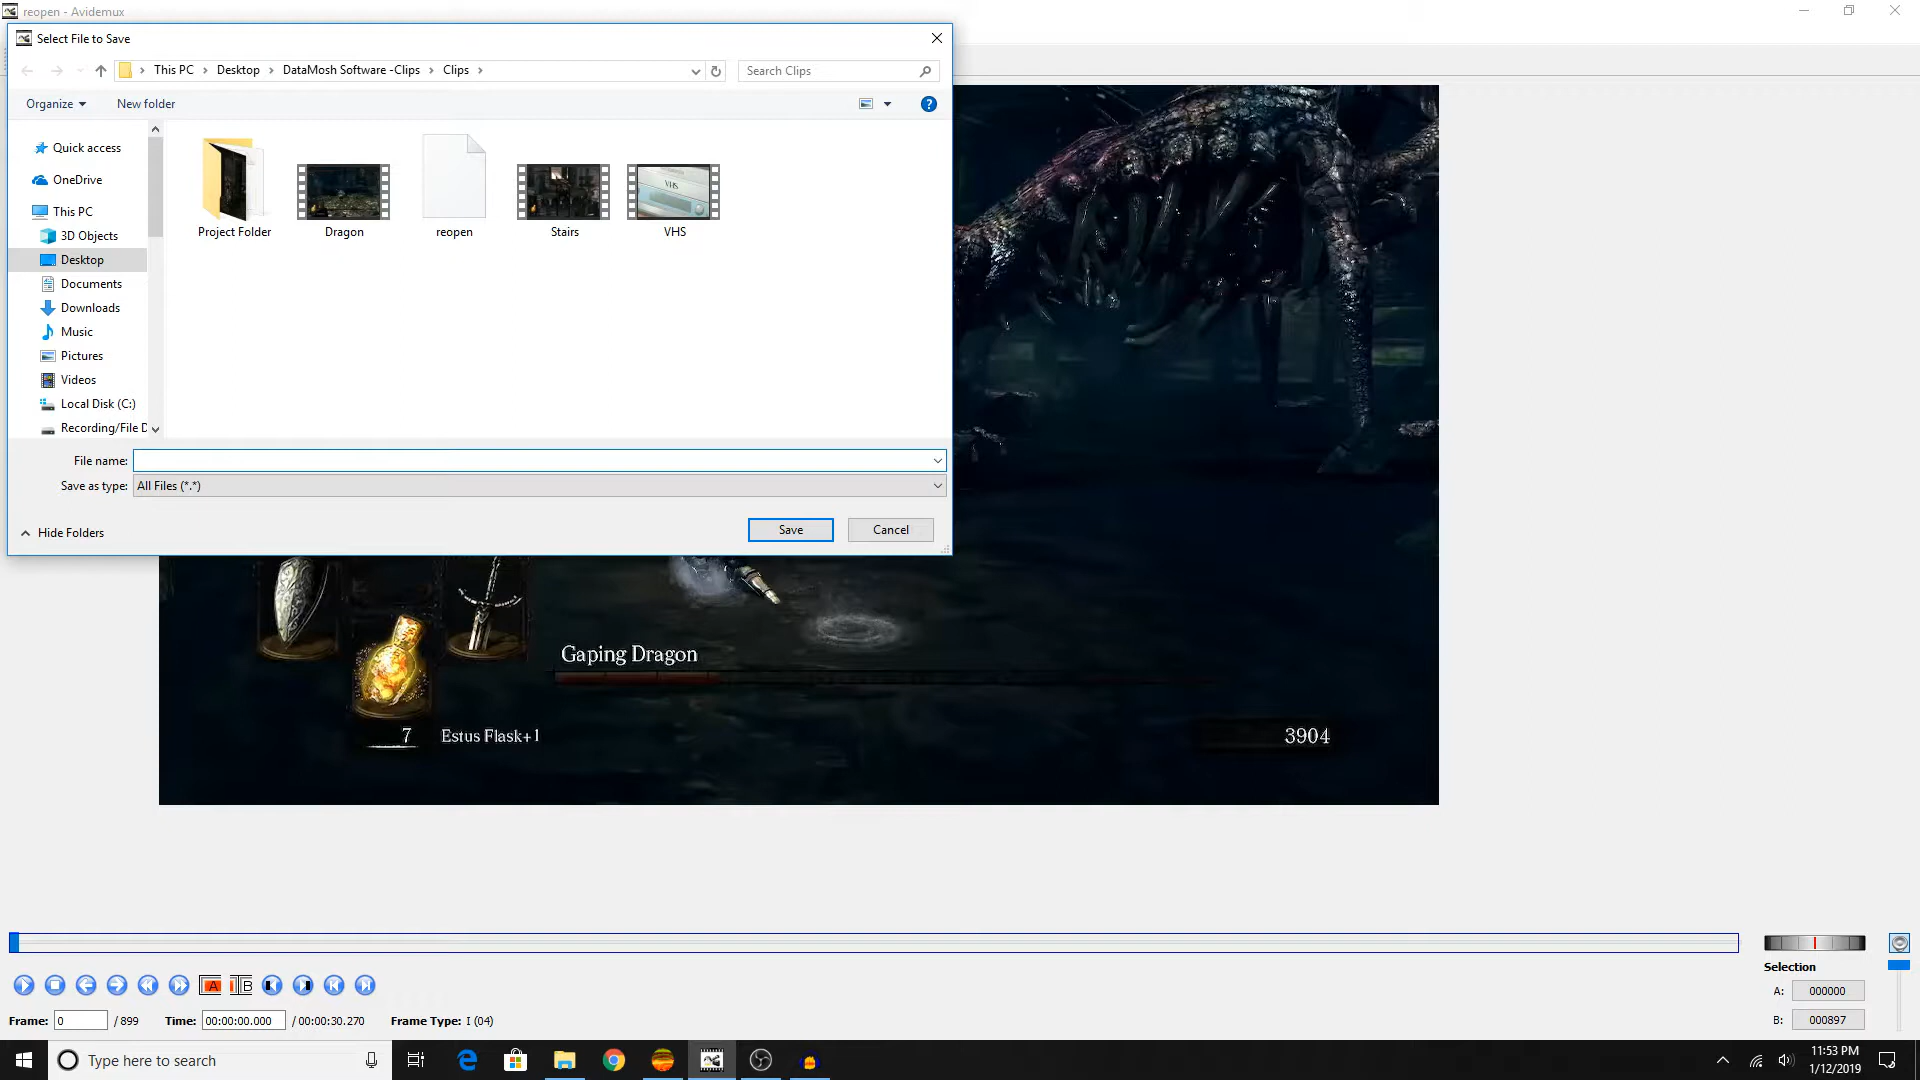 reopen - Avidemux
Select File to Save
This PC
Desktop
DataMosh Software -Clips
Clips
Search Clips
Organize
New folder
?
Quick access
OneDrive
This PC
3D Objects
Desktop
Documents
Downloads
Music
Pictures
Videos
Local Disk (C:)
Recording/File D
Project Folder
Dragon
reopen
Stairs
VHS
VHS
File name:
Save as type: All Files (*.*)
Hide Folders
Save
Cancel
Gaping Dragon
7
Estus Flask+1
3904
A
B
Selection
A: 000000
B: 000897
Frame: 0 / 899
Time: 00:00:00.000 / 00:00:30.270
Frame Type: I (04)
Type here to search
11:53 PM
1/12/2019